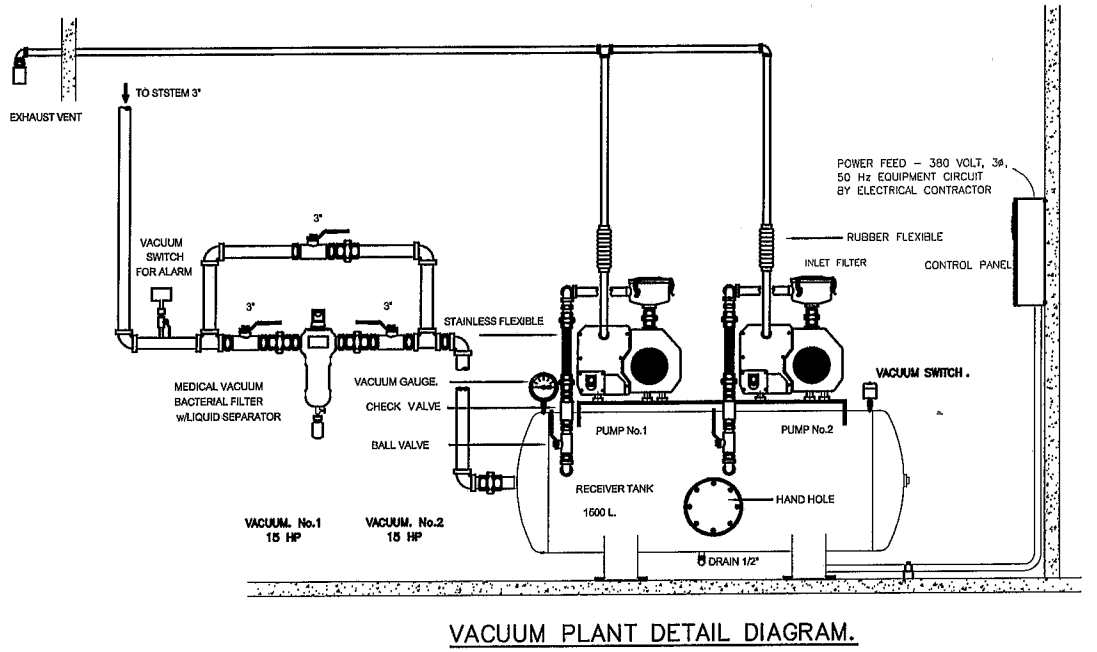 TO STSTEM 3"
EXHAUST VENT
POWER FEED – 380 VOLT, 3ø,
50 Hz EQUIPMENT CIRCUIT
BY ELECTRICAL CONTRACTOR
3"
VACUUM
SWITCH
FOR ALARM
RUBBER FLEXIBLE
INLET FILTER
CONTROL PANEL
3"
3"
STAINLESS FLEXIBLE
MEDICAL VACUUM
BACTERIAL FILTER
w/LIQUID SEPARATOR
VACUUM GAUGE.
VACUUM SWITCH .
CHECK VALVE
PUMP No.1
PUMP No.2
BALL VALVE
RECEIVER TANK
1500 L.
HAND HOLE
VACUUM. No.1
15 HP
VACUUM. No.2
15 HP
DRAIN 1/2"
VACUUM PLANT DETAIL DIAGRAM.